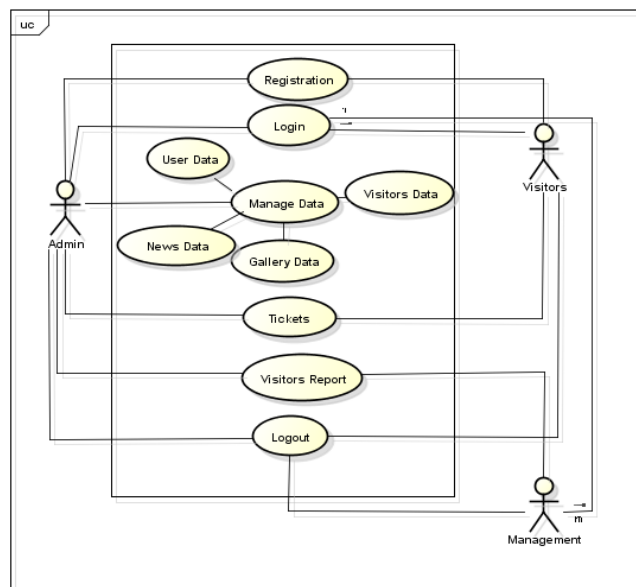 uc
Registration
Login
User Data
Manage Data
Visitors Data
Visitors
Admin
News Data
Gallery Data
Tickets
Visitors Report
Logout
m
Management